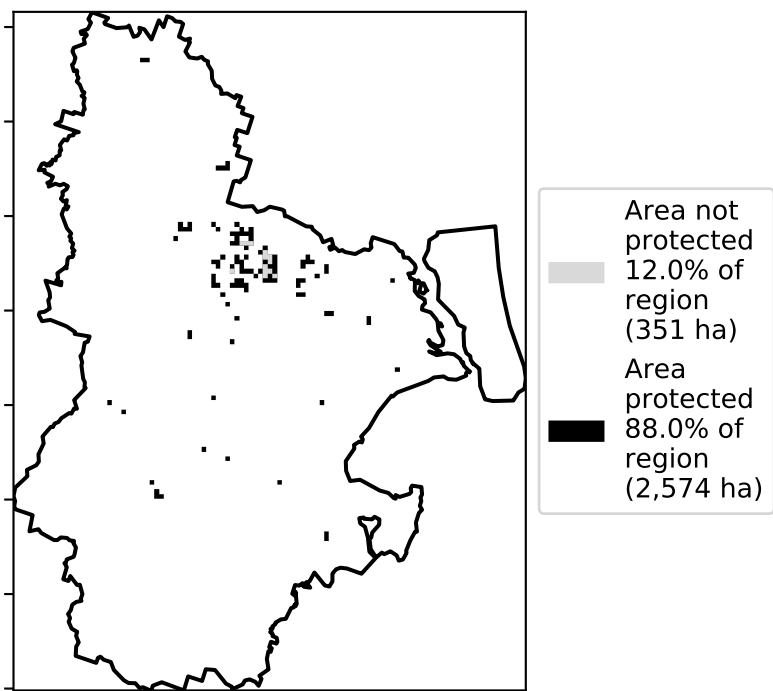 Area not
protected
12.0% of
region
(351 ha)
Area
protected
88.0% of
region
(2,574 ha)